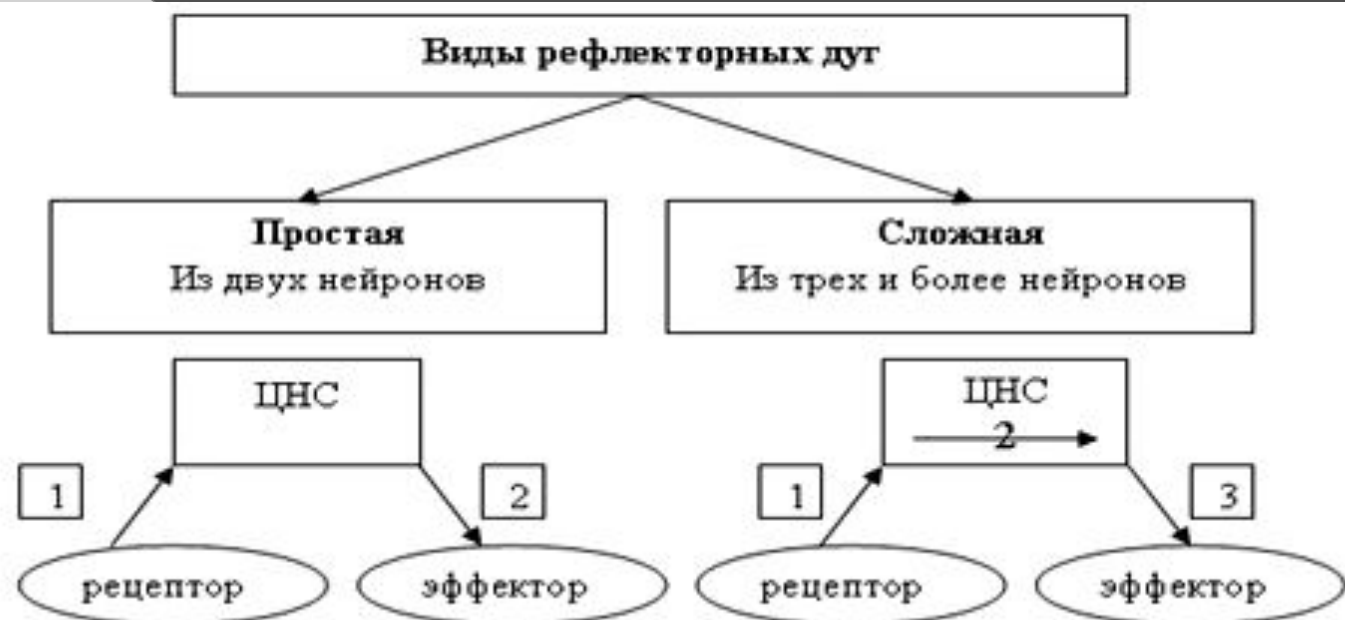 Виды рефлекторных дуг
Простая
Из двух нейронов
Сложная
Из трех и более нейронов
ЦНС
1
2
рецептор
эффектор
ЦНС
2
1
3
рецептор
эффектор